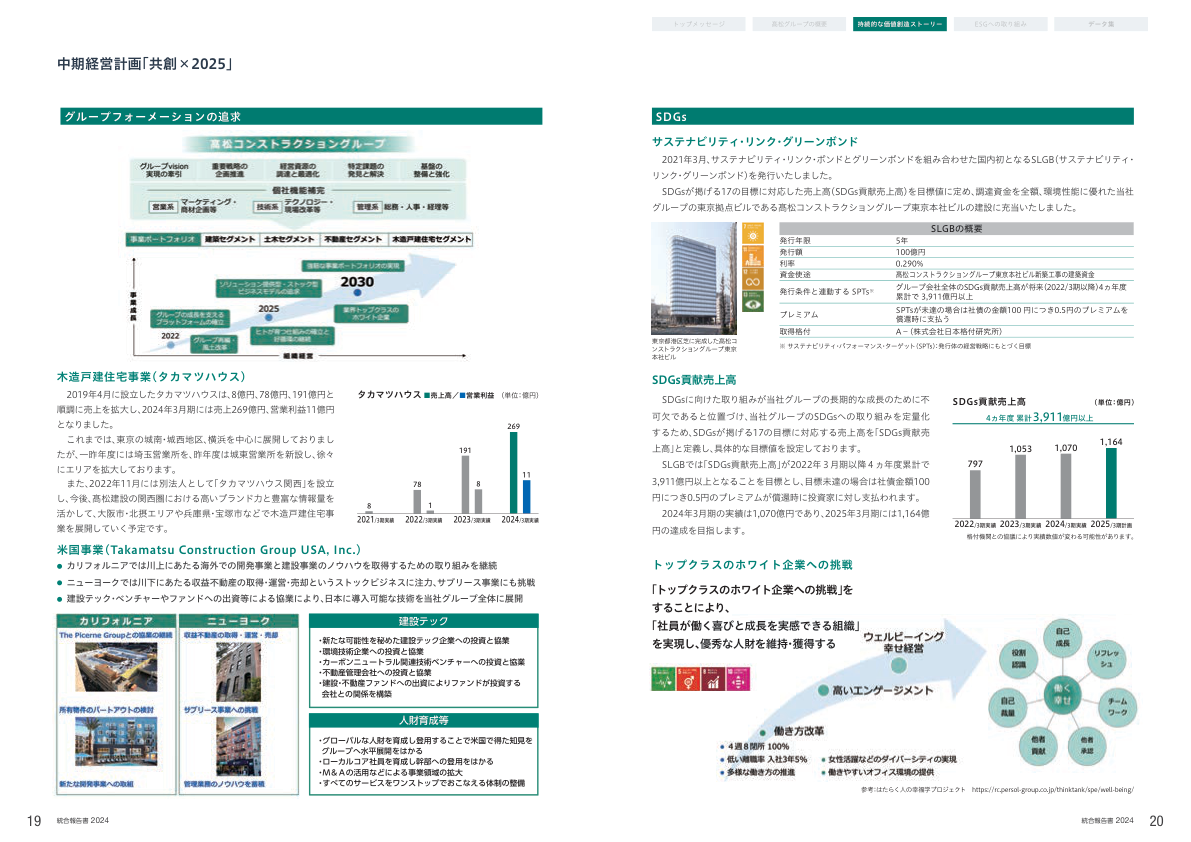 トップメッセージ
髙松グループの概要
持続的な価値創造ストーリー
ESGへの取り組み
データ集
中期経営計画｢共創×2025｣
グループフォーメーションの追求
髙松コンストラクショングループ
グループvision
実現の牽引
重要戦略の
企画推進
経営資源の
調達と最適化
特定課題の
発見と解決
基盤の
整備と強化
個社機能補完
営業系 マーケティング・
商材企画等
技術系 テクノロジー・
現場改革等
管理系 総務・人事・経理等
事業ポートフォリオ 建築セグメント 土木セグメント 不動産セグメント 木造戸建住宅セグメント
事業成長
強靭な事業ポートフォリオの実現
2030
ソリューション提供型・ストック型
ビジネスモデルの追求
業界トップクラスの
ホワイト企業
2025
グループの成長を支える
プラットフォームの確立
ヒトが育つ仕組みの確立と
好循環の継続
2022
グループ再編・
風土改革
組織経営
木造戸建住宅事業（タカマツハウス）
2019年4月に設立したタカマツハウスは、8億円、78億円、191億円と
順調に売上を拡大し、2024年3月期には売上269億円、営業利益11億円
となりました。
これまでは、東京の城南・城西地区、横浜を中心に展開しておりまし
たが、一昨年度には埼玉営業所を、昨年度は城東営業所を新設し、徐々
にエリアを拡大しております。
また、2022年11月には別法人として｢タカマツハウス関西｣を設立
し、今後、髙松建設の関西圏における高いブランド力と豊富な情報量を
活かして、大阪市・北摂エリアや兵庫県・宝塚市などで木造戸建住宅事
業を展開していく予定です。
タカマツハウス ■売上高／■営業利益 （単位：億円）
8
78
1
191
8
269
11
2021/3期実績 2022/3期実績 2023/3期実績 2024/3期実績
米国事業（Takamatsu Construction Group USA, Inc.）
● カリフォルニアでは川上にあたる海外での開発事業と建設事業のノウハウを取得するための取り組みを継続
● ニューヨークでは川下にあたる収益不動産の取得・運営・売却というストックビジネスに注力、サブリース事業にも挑戦
● 建設テック・ベンチャーやファンドへの出資等による協業により、日本に導入可能な技術を当社グループ全体に展開
カリフォルニア
The Picerne Groupとの協業の継続
所有物件のパートアウトの検討
新たな開発事業への取組
ニューヨーク
収益不動産の取得・運営・売却
サブリース事業への挑戦
管理業務のノウハウを蓄積
建設テック
・新たな可能性を秘めた建設テック企業への投資と協業
・環境技術企業への投資と協業
・カーボンニュートラル関連技術ベンチャーへの投資と協業
・不動産管理会社への投資と協業
・建設・不動産ファンドへの出資によりファンドが投資する
会社との関係を構築
人財育成等
・グローバルな人財を育成し登用することで米国で得た知見を
グループへ水平展開をはかる
・ローカルコア社員を育成し幹部への登用をはかる
・M＆Aの活用などによる事業領域の拡大
・すべてのサービスをワンストップでおこなえる体制の整備
19 統合報告書 2024
SDGs
サステナビリティ・リンク・グリーンボンド
2021年3月、サステナビリティ・リンク・ボンドとグリーンボンドを組み合わせた国内初となるSLGB（サステナビリティ・
リンク・グリーンボンド）を発行いたしました。
SDGsが掲げる17の目標に対応した売上高（SDGs貢献売上高）を目標値に定め、調達資金を全額、環境性能に優れた当社
グループの東京拠点ビルである髙松コンストラクショングループ東京本社ビルの建設に充当いたしました。
東京都港区芝に完成した髙松コ
ンストラクショングループ東京
本社ビル
SLGBの概要
発行年限 5年
発行額 100億円
利率 0.290%
資金使途 髙松コンストラクショングループ東京本社ビル新築工事の建築資金
発行条件と連動する SPTs※ グループ会社全体のSDGs貢献売上高が将来（2022/3期以降）4ヵ年度
累計で 3,911億円以上
プレミアム SPTsが未達の場合は社債の金額100 円につき0.5円のプレミアムを
償還時に支払う
取得格付 A－（株式会社日本格付研究所）
※ サステナビリティ・パフォーマンス・ターゲット（SPTs）：発行体の経営戦略にもとづく目標
SDGs貢献売上高
SDGsに向けた取り組みが当社グループの長期的な成長のために不
可欠であると位置づけ、当社グループのSDGsへの取り組みを定量化
するため、SDGsが掲げる17の目標に対応する売上高を｢SDGs貢献売
上高｣と定義し、具体的な目標値を設定しております。
SLGBでは｢SDGs貢献売上高｣が2022年３月期以降４ヵ年度累計で
3,911億円以上となることを目標とし、目標未達の場合は社債金額100
円につき0.5円のプレミアムが償還時に投資家に対し支払われます。
2024年3月期の実績は1,070億円であり、2025年3月期には1,164億
円の達成を目指します。
SDGs貢献売上高 （単位：億円）
4ヵ年度 累計3,911億円以上
797
1,053
1,070
1,164
2022/3期実績 2023/3期実績 2024/3期実績 2025/3期計画
格付機関との協議により実績数値が変わる可能性があります。
トップクラスのホワイト企業への挑戦
｢トップクラスのホワイト企業への挑戦｣を
することにより、
｢社員が働く喜びと成長を実感できる組織｣
を実現し、優秀な人財を維持・獲得する
ウェルビーイング
幸せ経営
高いエンゲージメント
働き方改革
● ４週８閉所 100%
● 低い離職率 入社3年5%
● 多様な働き方の推進
● 女性活躍などのダイバーシティの実現
● 働きやすいオフィス環境の提供
働く
幸せ
自己
成長
リフレッ
シュ
チーム
ワーク
他者
承認
他者
貢献
自己
裁量
役割
認識
参考：はたらく人の幸福学プロジェクト https://rc.persol-group.co.jp/thinktank/spe/well-being/
統合報告書 2024 20